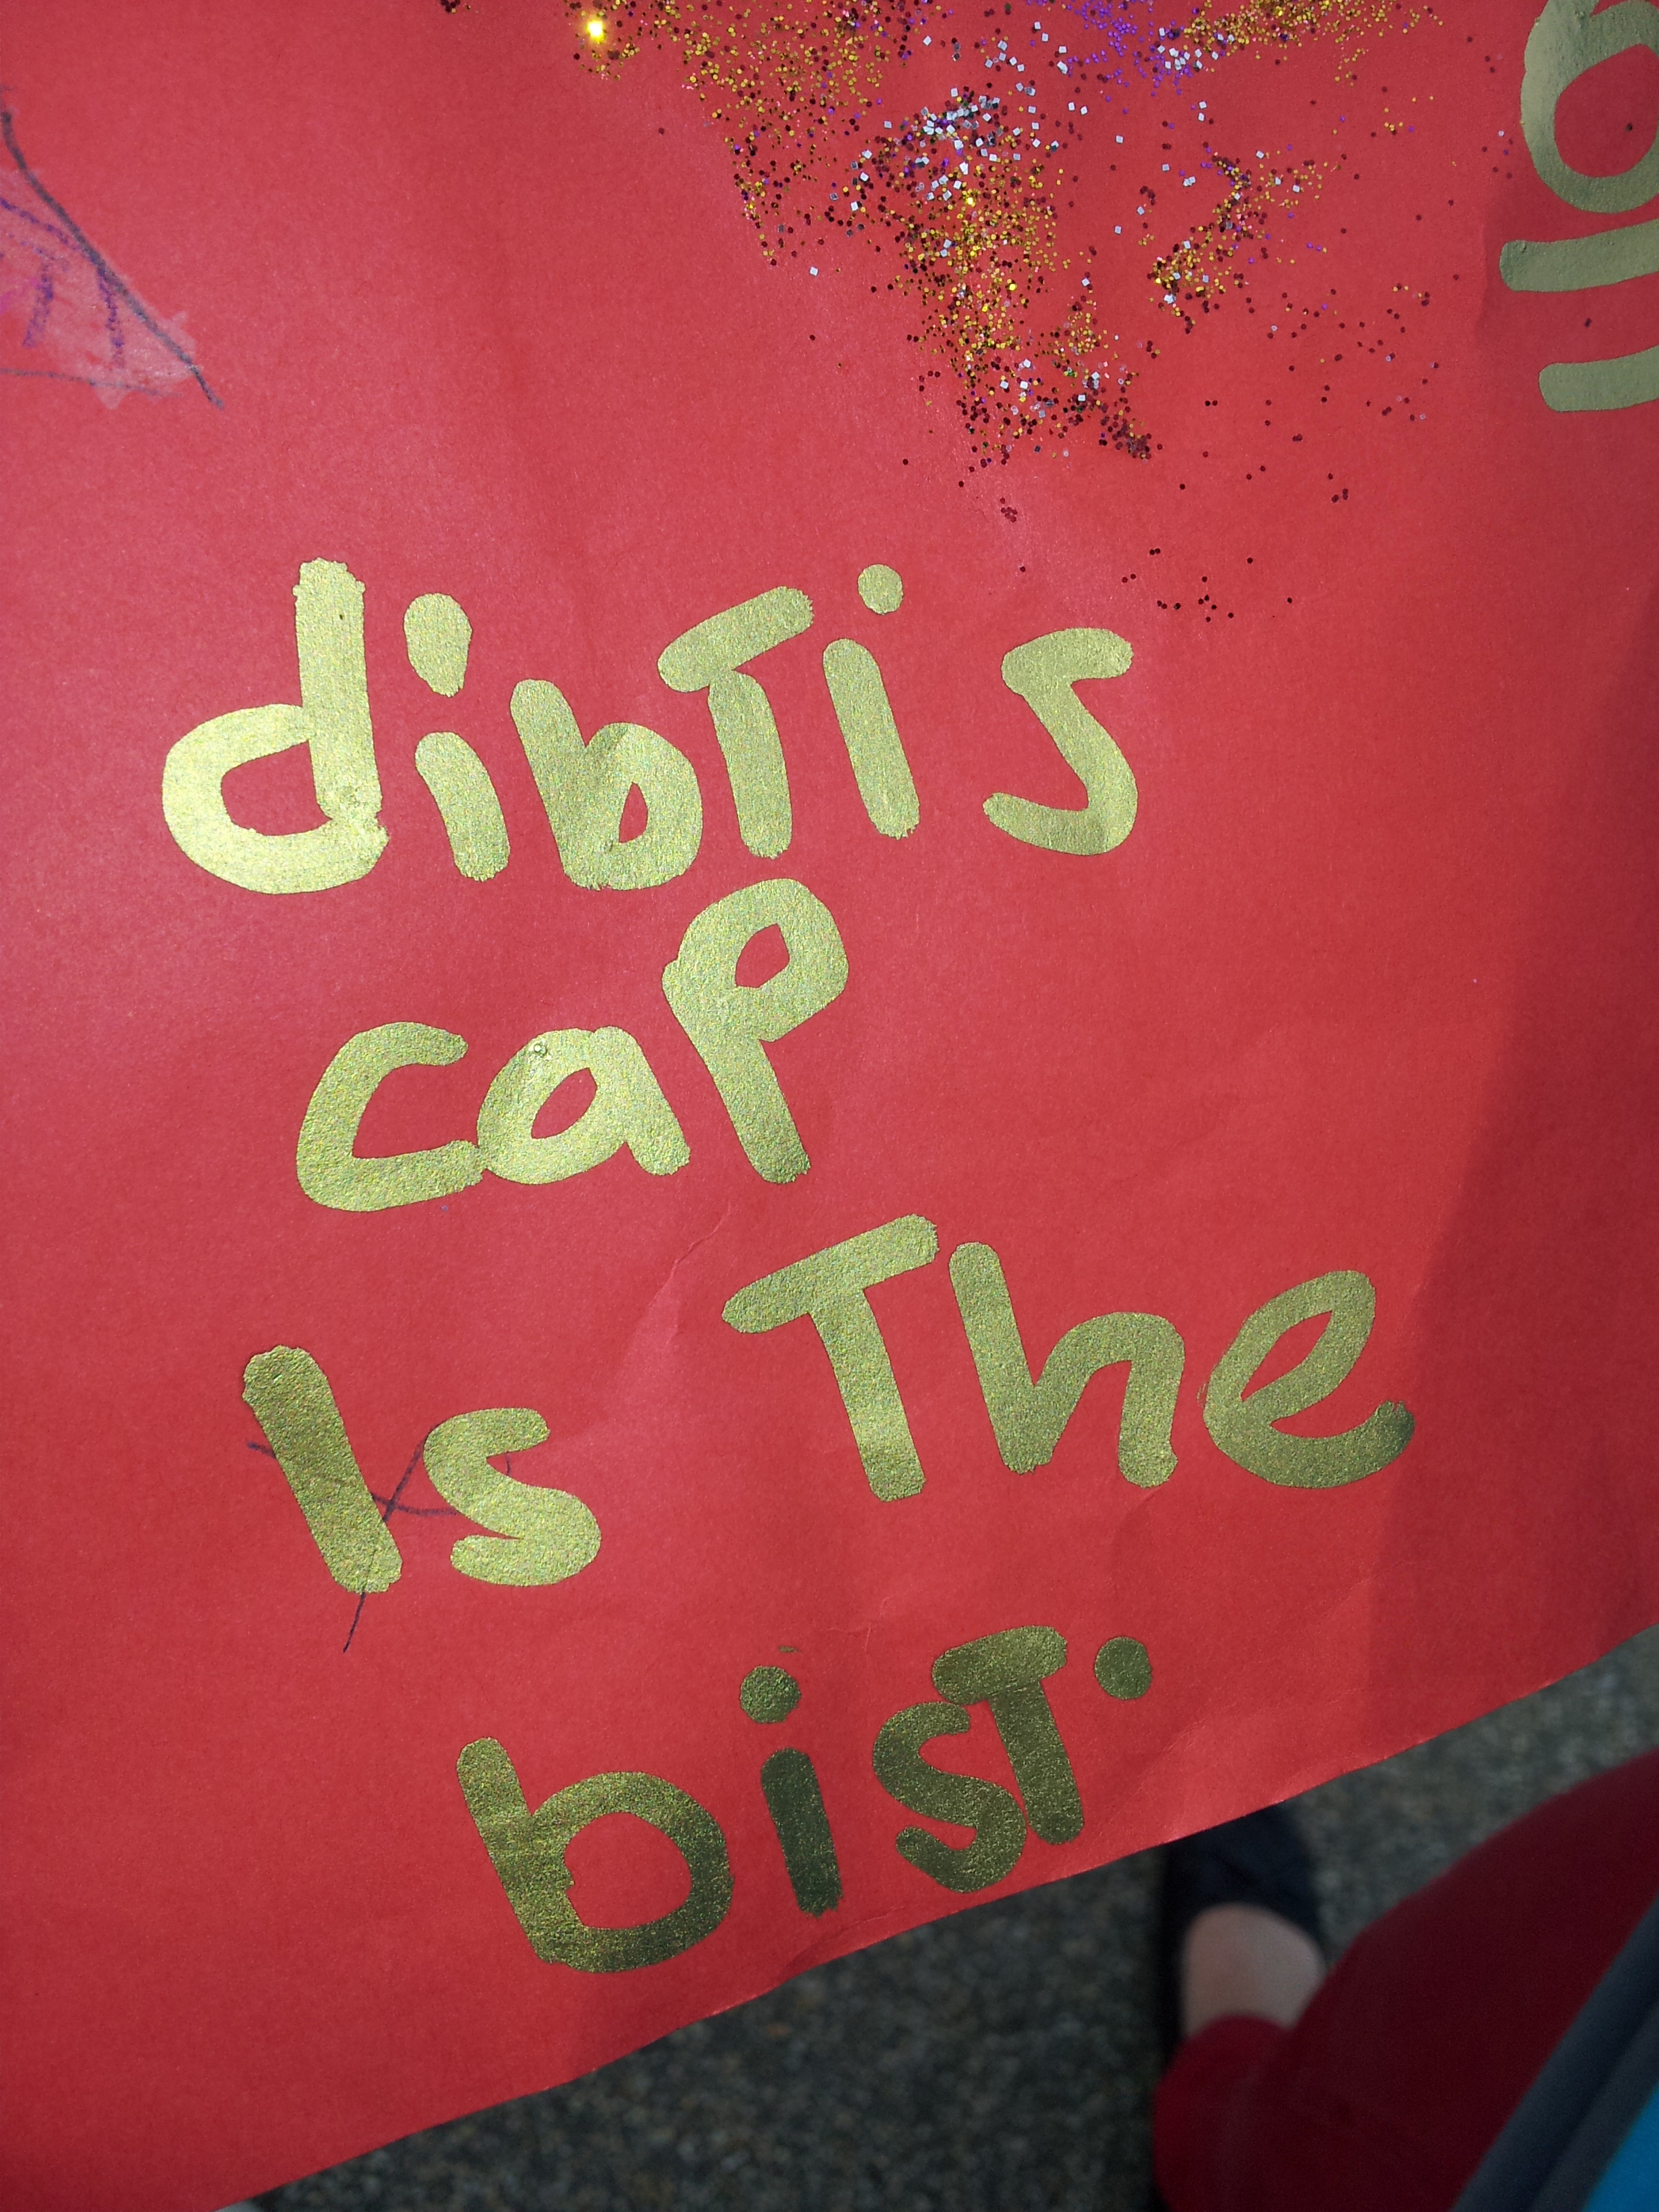 dibTis
cap
Is The
bisT.